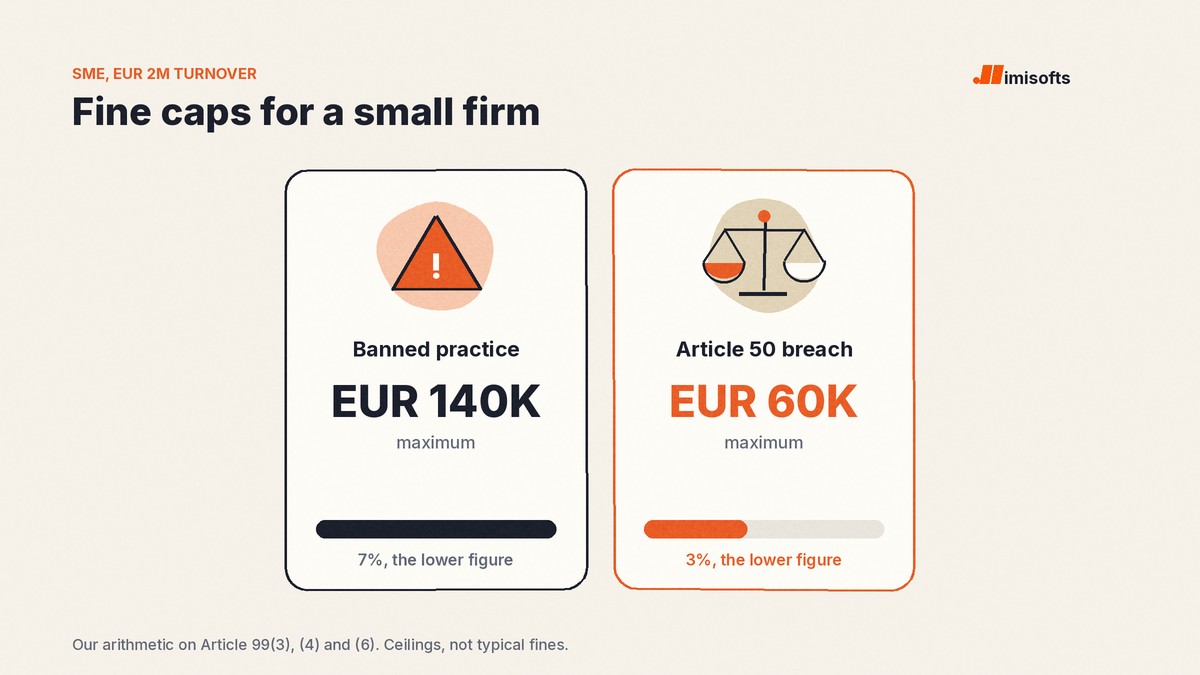 SME, EUR 2M TURNOVER
imisofts
Fine caps for a small firm
!
Banned practice
EUR 140K
maximum
7%, the lower figure
Article 50 breach
EUR 60K
maximum
3%, the lower figure
Our arithmetic on Article 99(3), (4) and (6). Ceilings, not typical fines.